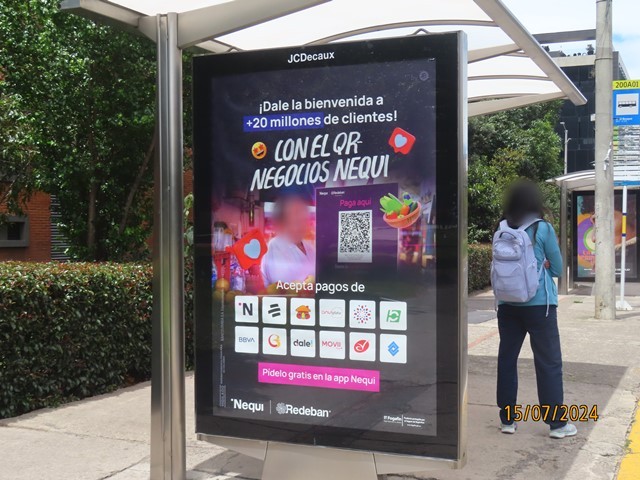 JCDecaux
¡Dale la bienvenida a
+20 millones de clientes!
CON EL QR
NEGOCIOS NEQUI
Paga aquí
Acepta pagos de
N
BBVA
dale!
MOVII
Pídelo gratis en la app Nequi
Nequi Redeban
200A01
15/07/2024